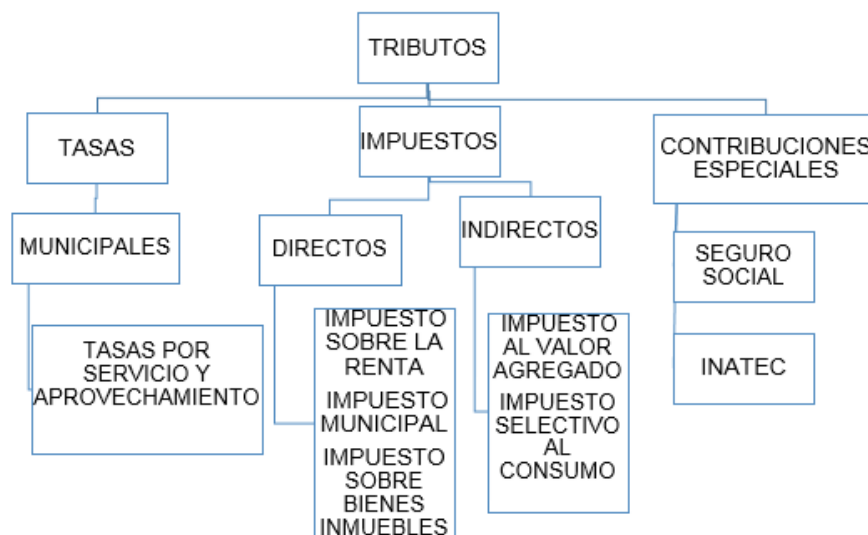 TRIBUTOS
TASAS
IMPUESTOS
CONTRIBUCIONES
ESPECIALES
MUNICIPALES
DIRECTOS
INDIRECTOS
SEGURO
SOCIAL
TASAS POR
SERVICIO Y
APROVECHAMIENTO
IMPUESTO
SOBRE LA
RENTA
IMPUESTO
MUNICIPAL
IMPUESTO
SOBRE
BIENES
INMUEBLES
IMPUESTO
AL VALOR
AGREGADO
IMPUESTO
SELECTIVO
AL
CONSUMO
INATEC